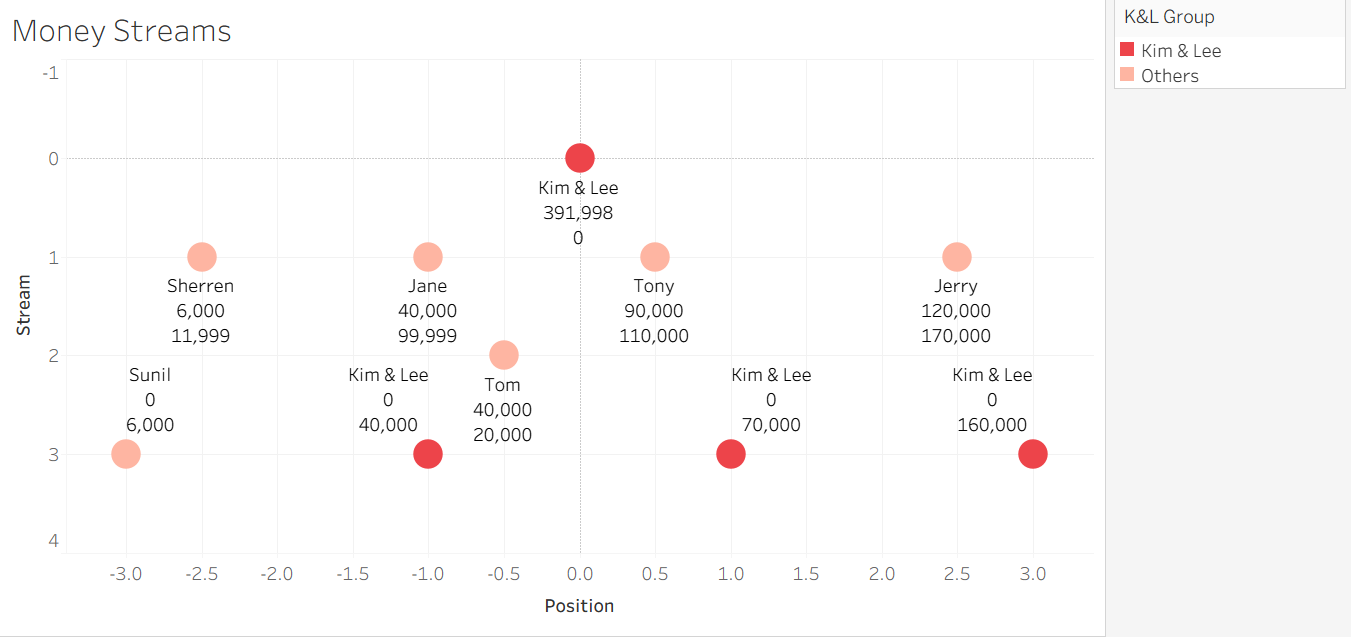 Money Streams
K&L Group
Kim & Lee
Others
-1
0
1
2
3
4
Stream
Kim & Lee
391,998
0
Sherren
6,000
11,999
Jane
40,000
99,999
Tony
90,000
110,000
Jerry
120,000
170,000
Tom
40,000
20,000
Sunil
0
6,000
Kim & Lee
0
40,000
Kim & Lee
0
70,000
Kim & Lee
0
160,000
-3.0 -2.5 -2.0 -1.5 -1.0 -0.5 0.0 0.5 1.0 1.5 2.0 2.5 3.0
Position